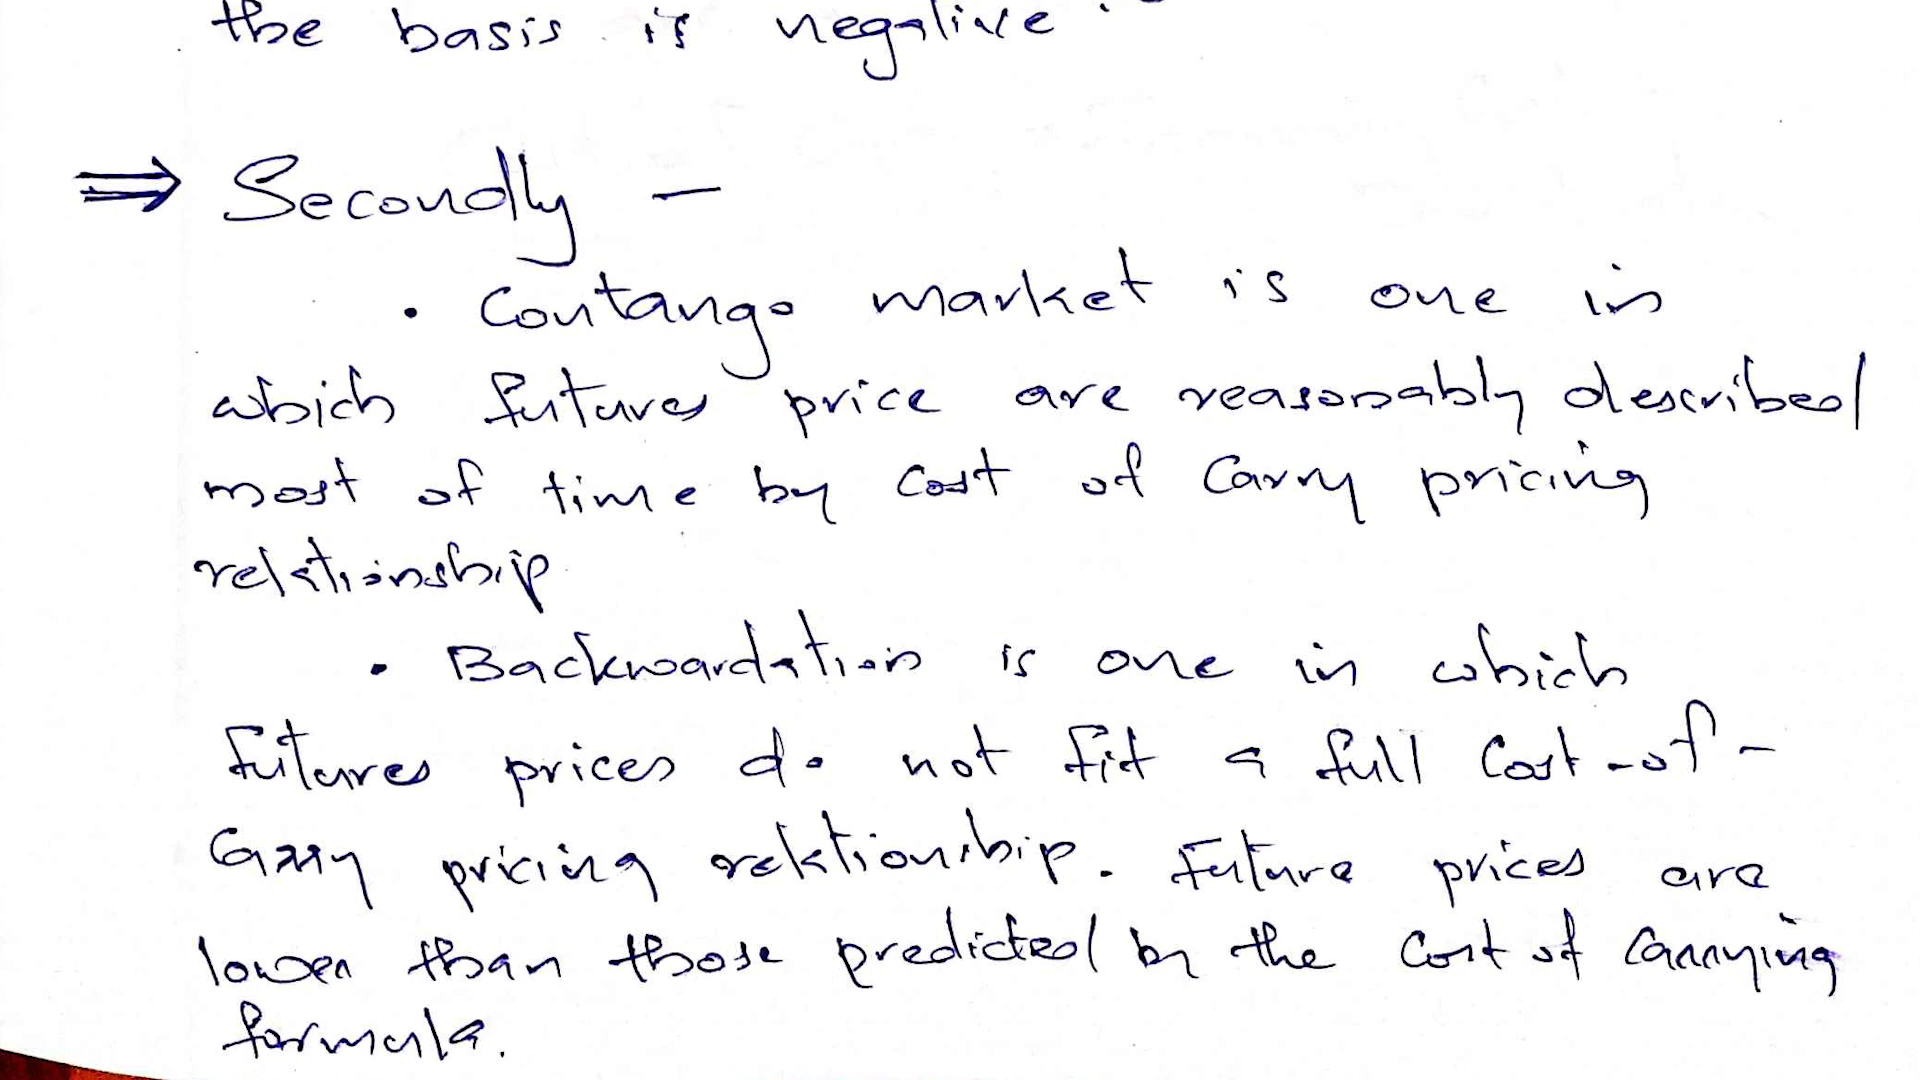 the basis is negative.
⇒ Secondly –
• Contango market is one in
which futures price are reasonably described
most of time by cost of carry pricing
relationship
• Backwardation is one in which
futures prices do not fit a full cost-of-
carry pricing relationship. Future prices are
lower than those predicted by the cost of carrying
formula.